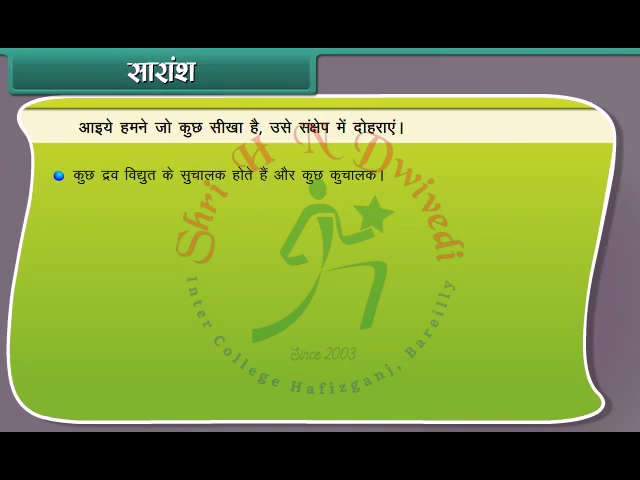 सारांश
आइये हमने जो कुछ सीखा है, उसे संक्षेप में दोहराएं।
कुछ द्रव विद्युत के सुचालक होते हैं और कुछ कुचालक।
Shri H N Dwivedi
Since 2003
Inter College Hafizganj, Bareilly